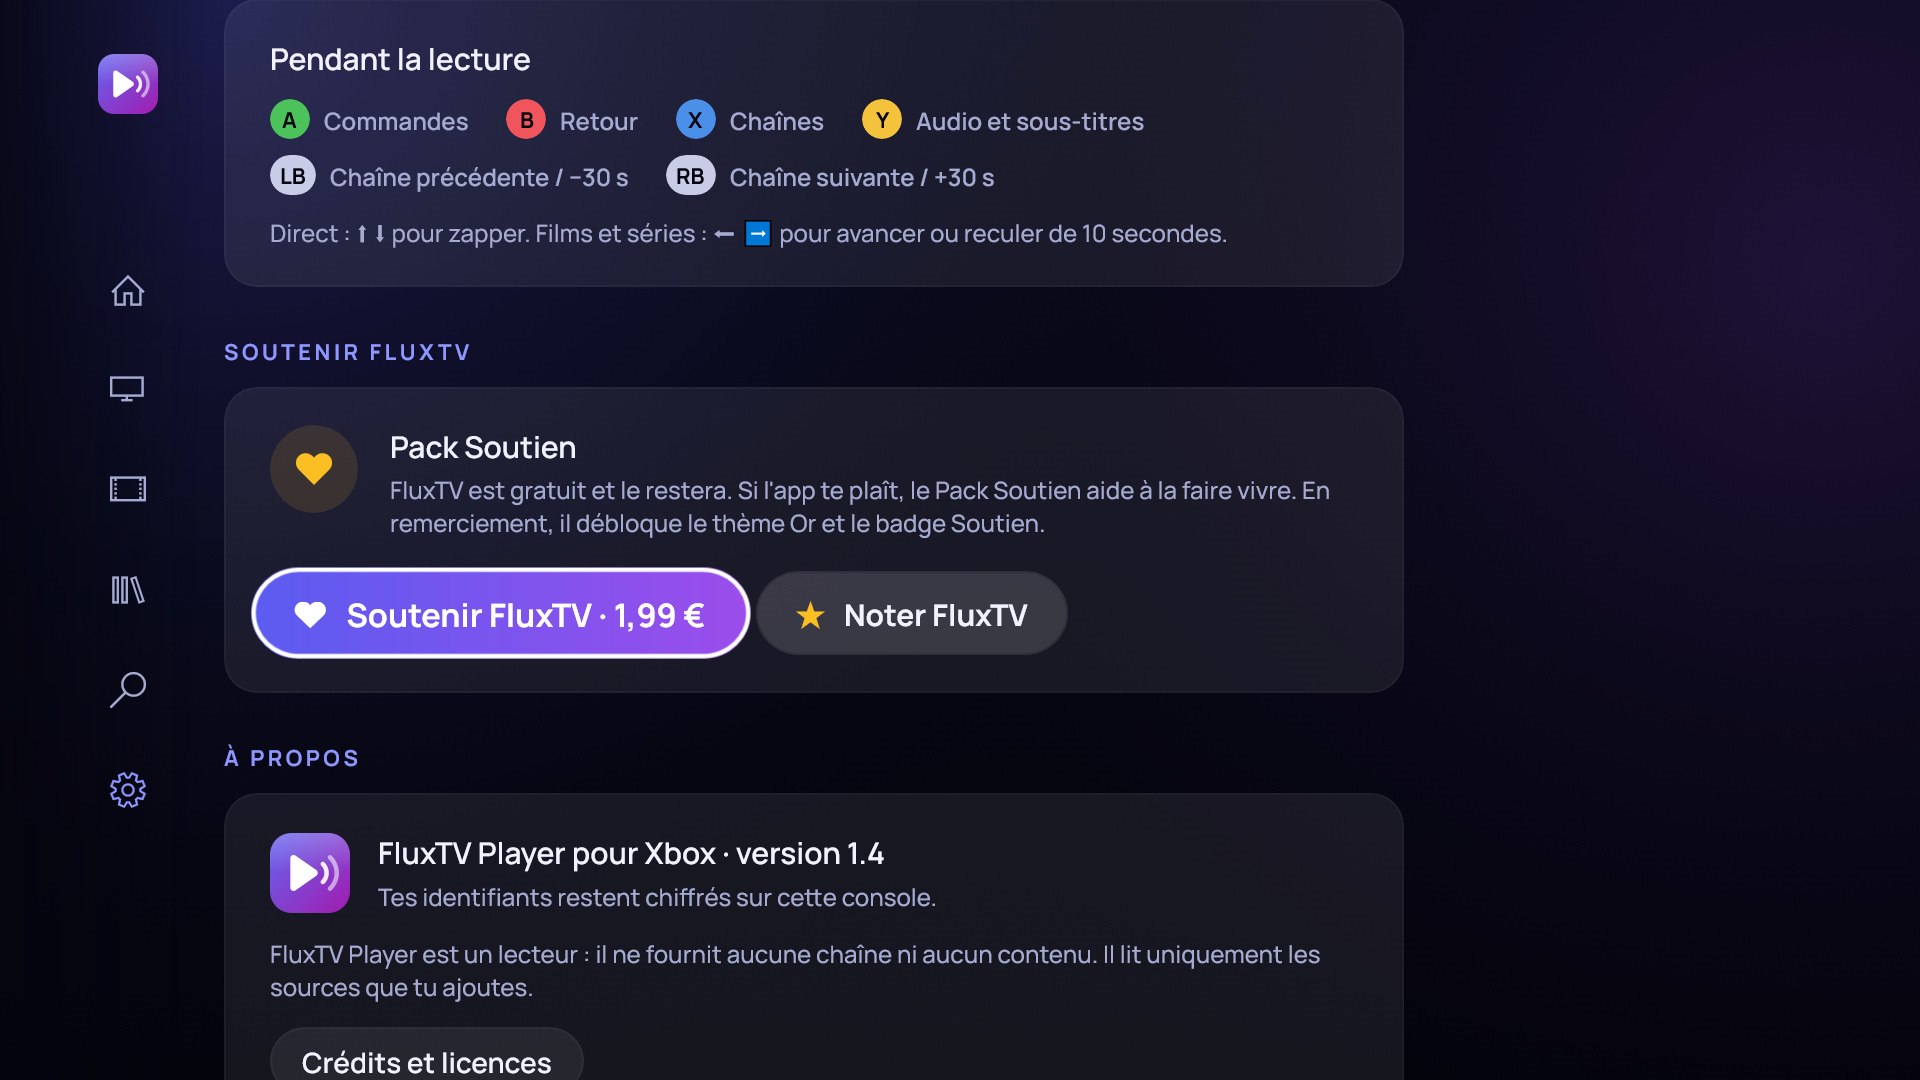 Pendant la lecture
A Commandes B Retour X Chaînes Y Audio et sous-titres
LB Chaîne précédente / −30 s RB Chaîne suivante / +30 s
Direct : ⬆ ⬇ pour zapper. Films et séries : ⬅ ➡️ pour avancer ou reculer de 10 secondes.
SOUTENIR FLUXTV
Pack Soutien
FluxTV est gratuit et le restera. Si l'app te plaît, le Pack Soutien aide à la faire vivre. En
remerciement, il débloque le thème Or et le badge Soutien.
Soutenir FluxTV · 1,99 € Noter FluxTV
À PROPOS
FluxTV Player pour Xbox · version 1.4
Tes identifiants restent chiffrés sur cette console.
FluxTV Player est un lecteur : il ne fournit aucune chaîne ni aucun contenu. Il lit uniquement les
sources que tu ajoutes.
Crédits et licences